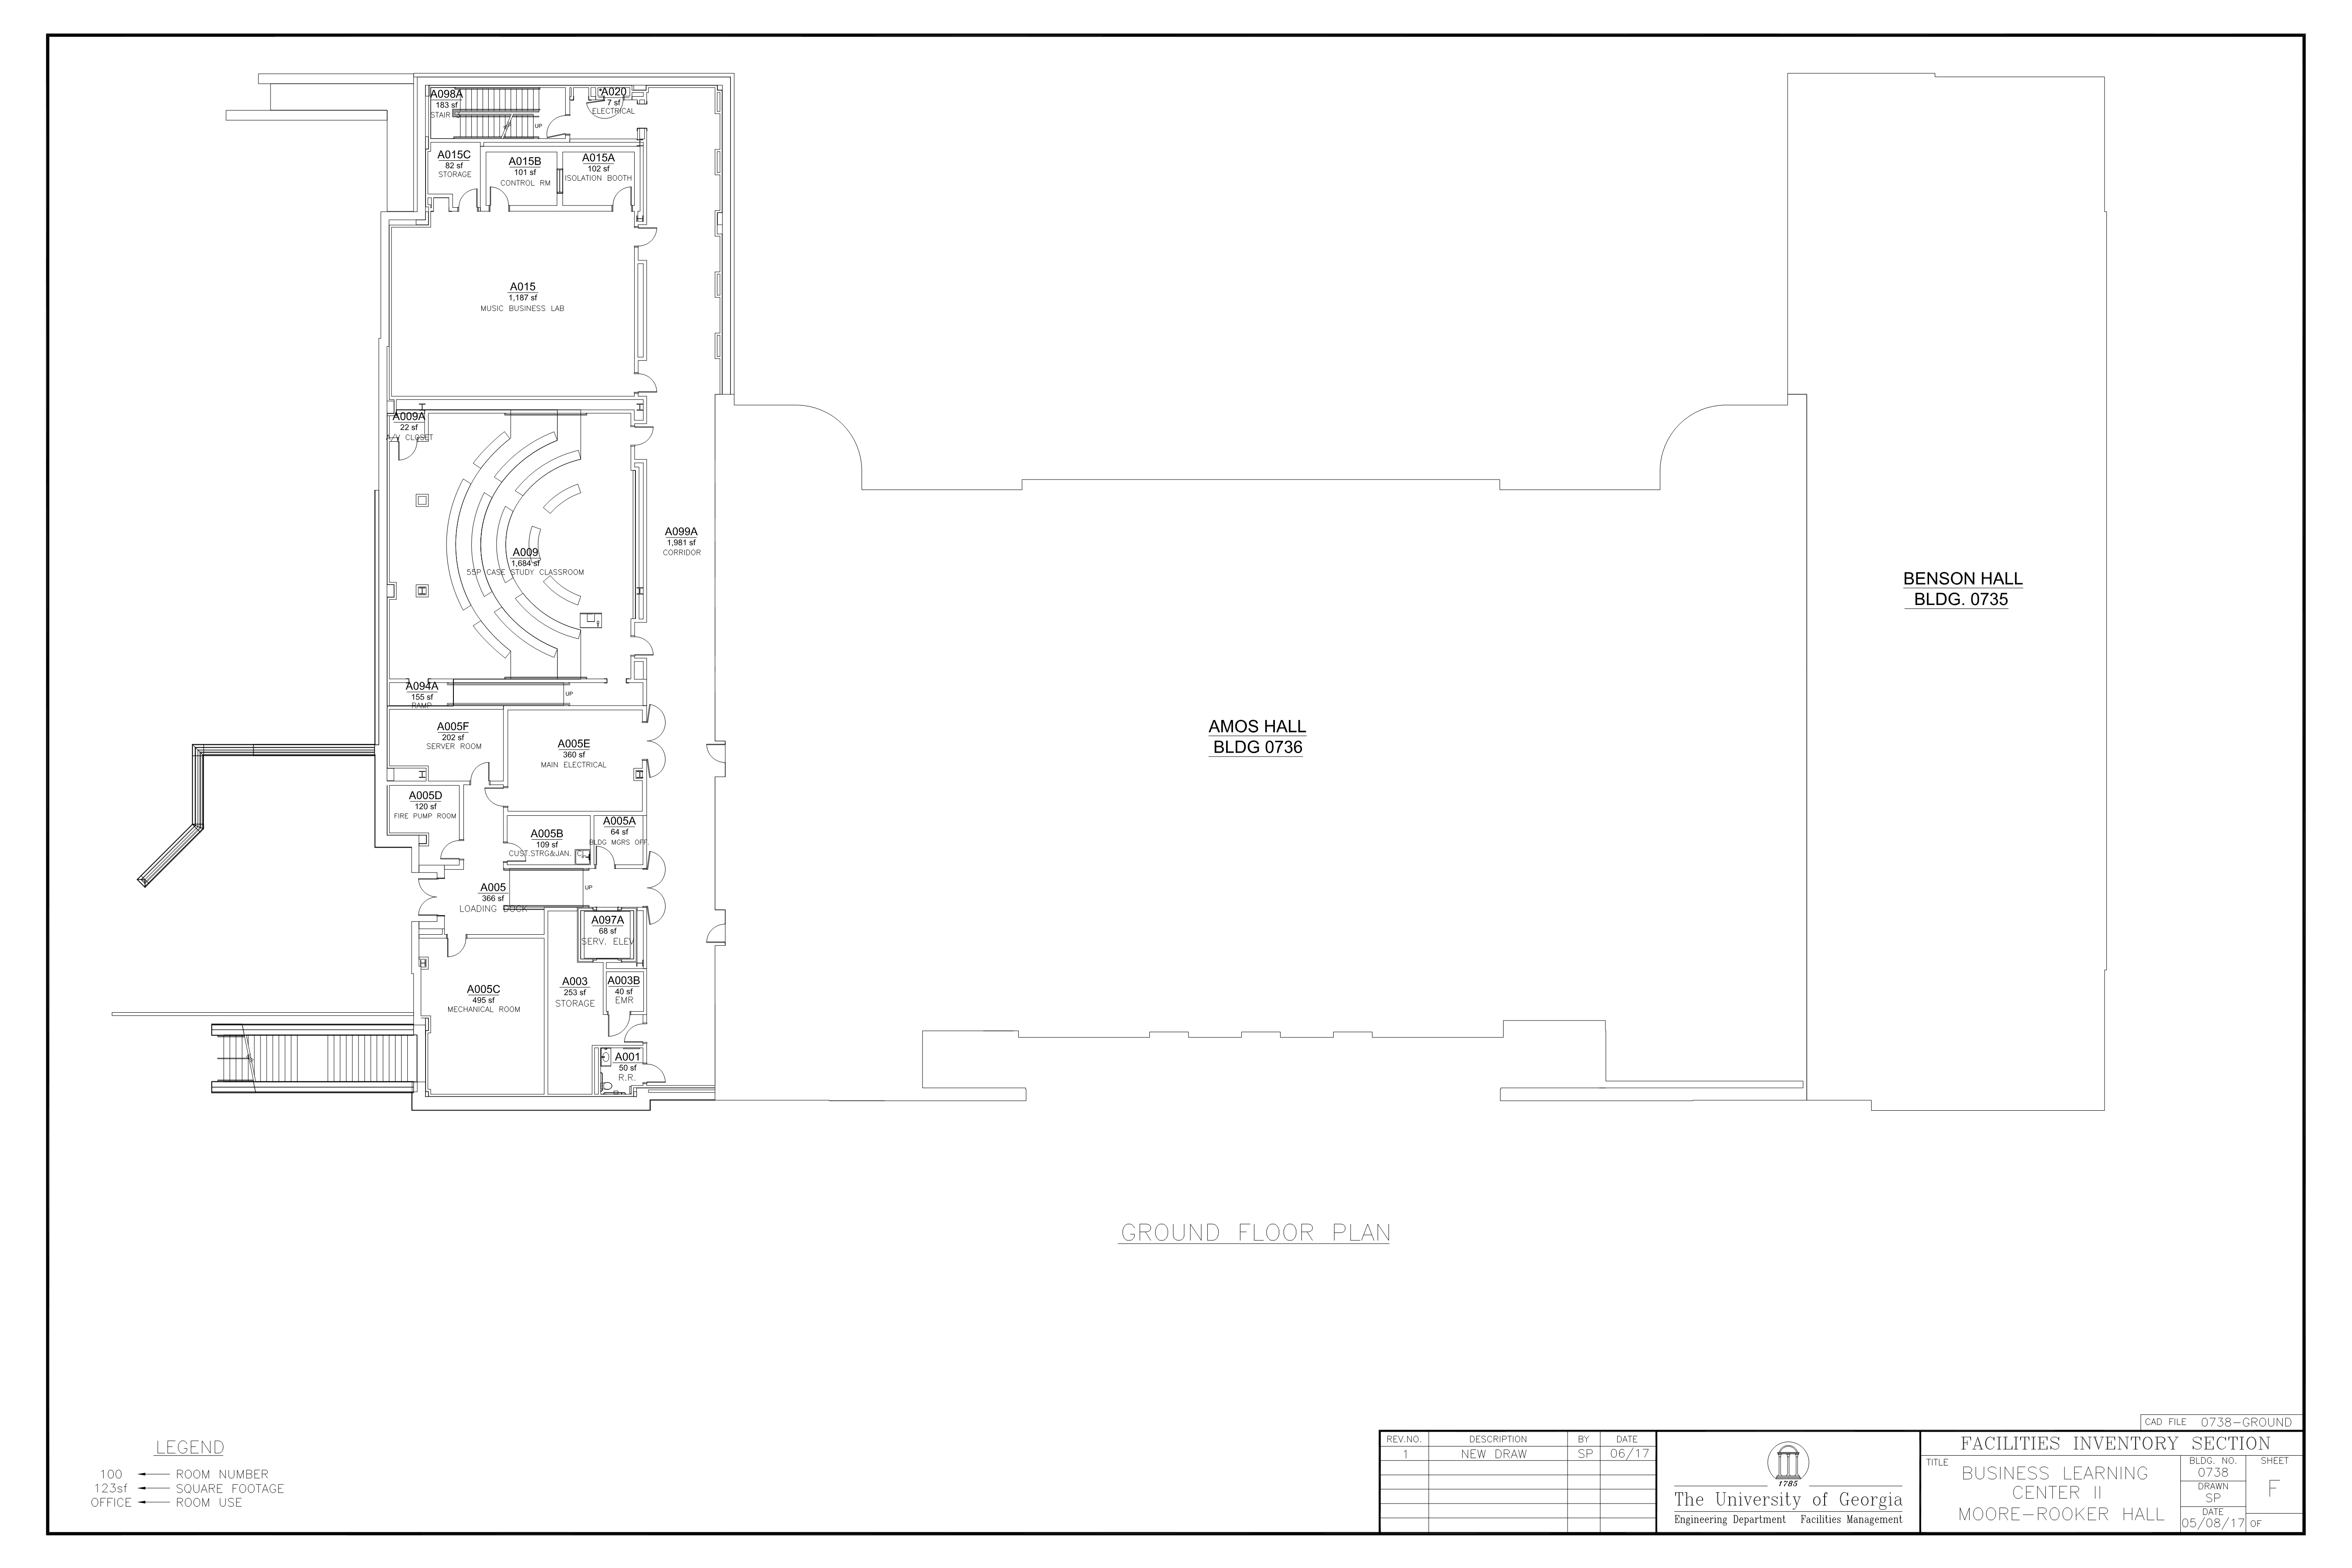 A098A
183 sf
STAIR
UP
A020
7 sf
ELECTRICAL
A015C
82 sf
STORAGE
A015B
101 sf
CONTROL RM
A015A
102 sf
ISOLATION BOOTH
A015
1,187 sf
MUSIC BUSINESS LAB
A009A
22 sf
A/V CLOSET
A099A
1,981 sf
CORRIDOR
A009
1,684 sf
55P CASE STUDY CLASSROOM
BENSON HALL
BLDG. 0735
A094A
155 sf
RAMP
UP
A005F
202 sf
SERVER ROOM
A005E
360 sf
MAIN ELECTRICAL
AMOS HALL
BLDG 0736
A005D
120 sf
FIRE PUMP ROOM
A005B
109 sf
CUST.STRG&JAN. CL.
A005A
64 sf
BLDG MGRS OFF.
A005
366 sf
LOADING DOCK
UP
A097A
68 sf
SERV. ELEV
A005C
495 sf
MECHANICAL ROOM
A003
253 sf
STORAGE
A003B
40 sf
EMR
A001
50 sf
R.R.
GROUND FLOOR PLAN
LEGEND
100 ROOM NUMBER
123sf SQUARE FOOTAGE
OFFICE ROOM USE
REV.NO. DESCRIPTION BY DATE
1 NEW DRAW SP 06/17
1785
The University of Georgia
Engineering Department Facilities Management
CAD FILE 0738-GROUND
FACILITIES INVENTORY SECTION
TITLE
BUSINESS LEARNING
CENTER II
MOORE-ROOKER HALL
BLDG. NO.
0738
DRAWN
SP
DATE
05/08/17
SHEET
F
OF